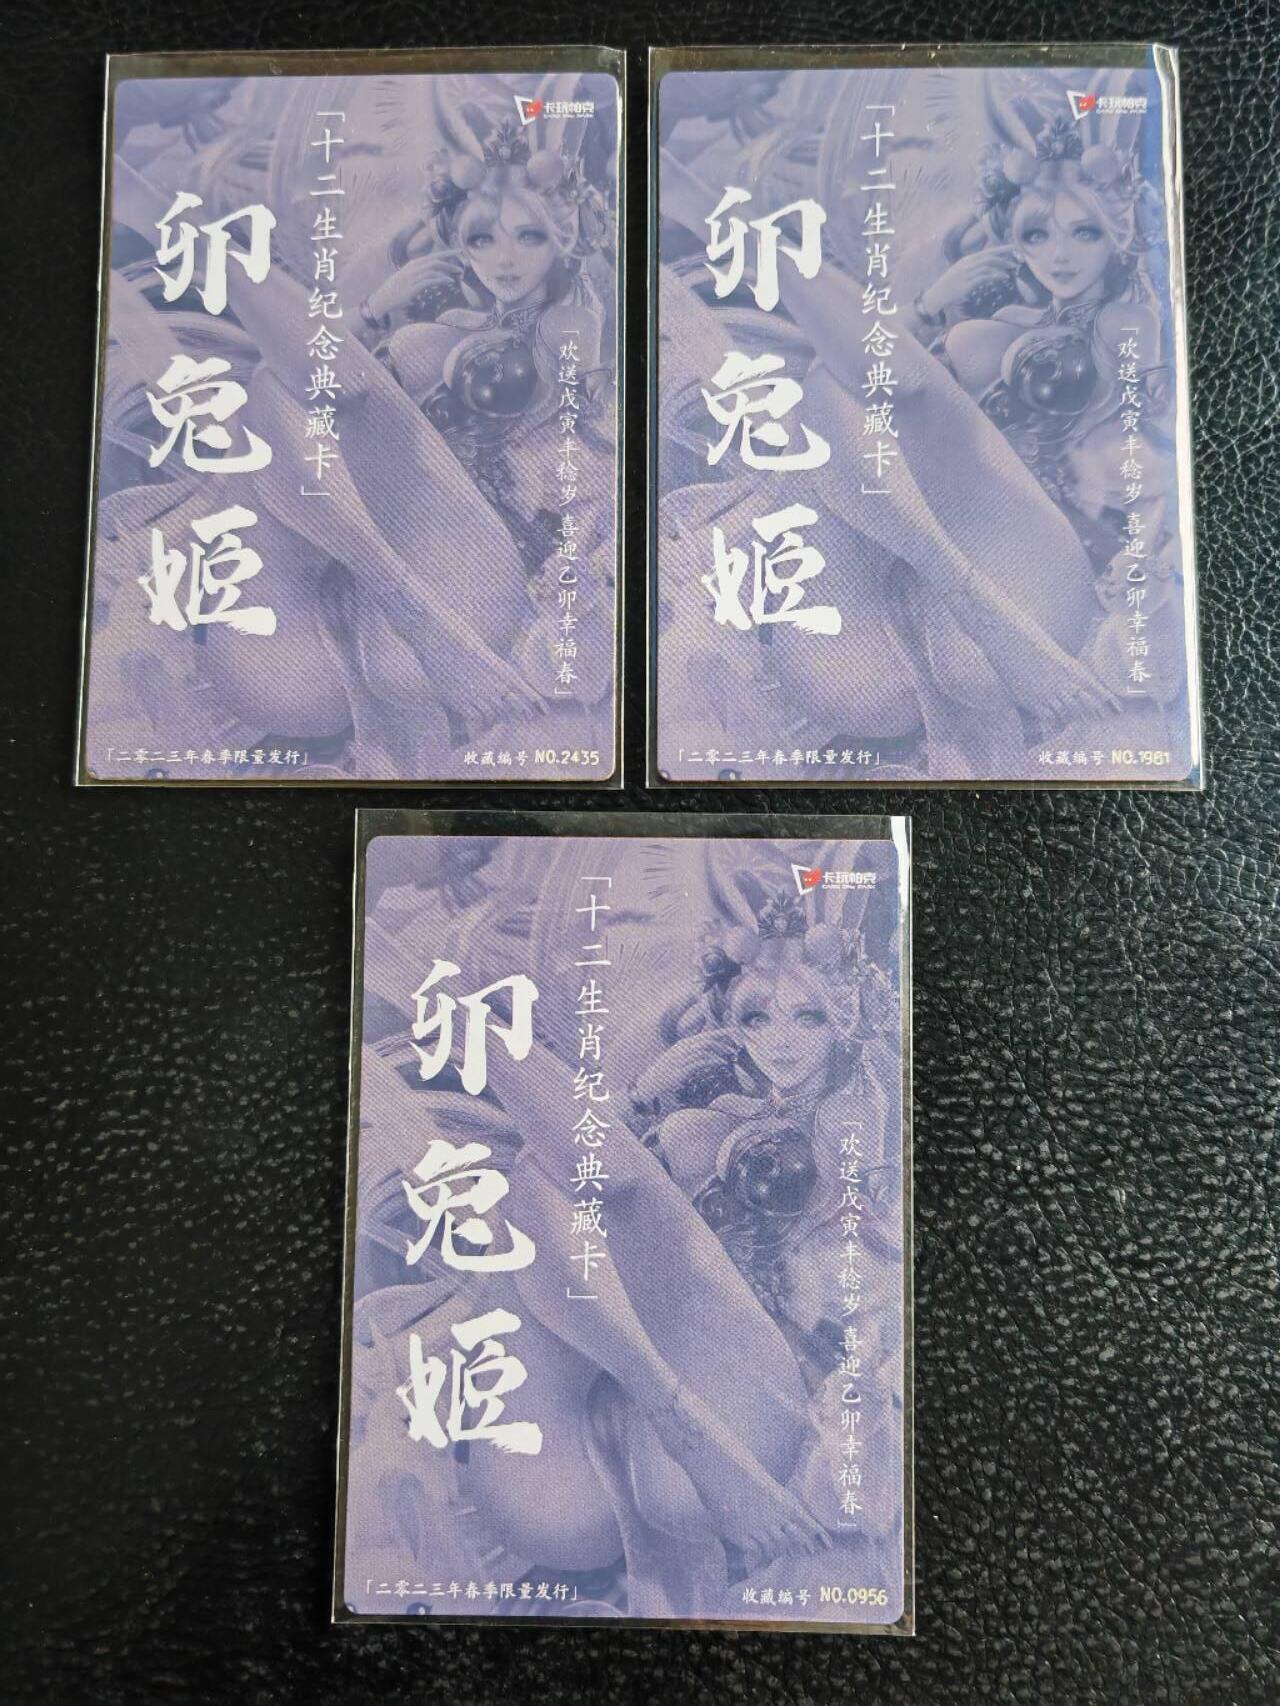 卡玩帕克
CARD ONE PARK
「十二生肖纪念典藏卡」
卯兔姬
「欢送戊寅丰稔岁 喜迎乙卯幸福春」
「二零二三年春季限量发行」
收藏编号 NO.2435
卡玩帕克
「十二生肖纪念典藏卡」
卯兔姬
「欢送戊寅丰稔岁 喜迎乙卯幸福春」
「二零二三年春季限量发行」
收藏编号 NO.1981
卡玩帕克
「十二生肖纪念典藏卡」
卯兔姬
「欢送戊寅丰稔岁 喜迎乙卯幸福春」
「二零二三年春季限量发行」
收藏编号 NO.0956